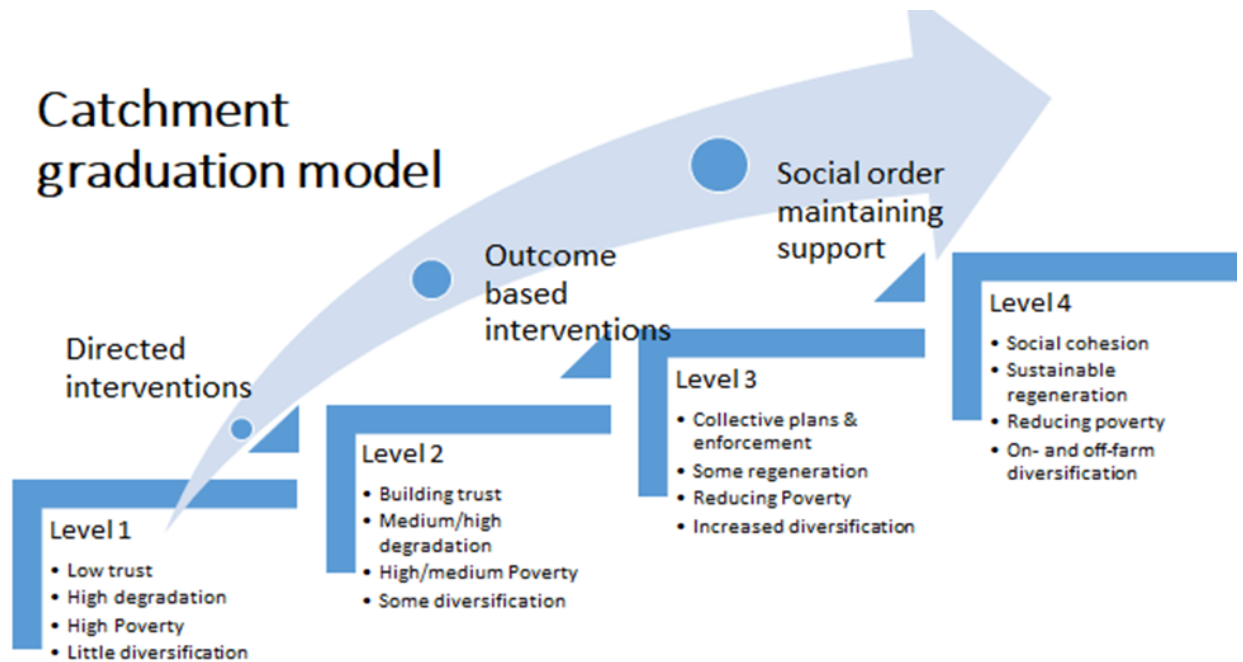 Catchment
graduation model
Directed
interventions
Outcome
based
interventions
Social order
maintaining
support
Level 1
• Low trust
• High degradation
• High Poverty
• Little diversification
Level 2
• Building trust
• Medium/high
degradation
• High/medium Poverty
• Some diversification
Level 3
• Collective plans &
enforcement
• Some regeneration
• Reducing Poverty
• Increased diversification
Level 4
• Social cohesion
• Sustainable
regeneration
• Reducing poverty
• On- and off-farm
diversification